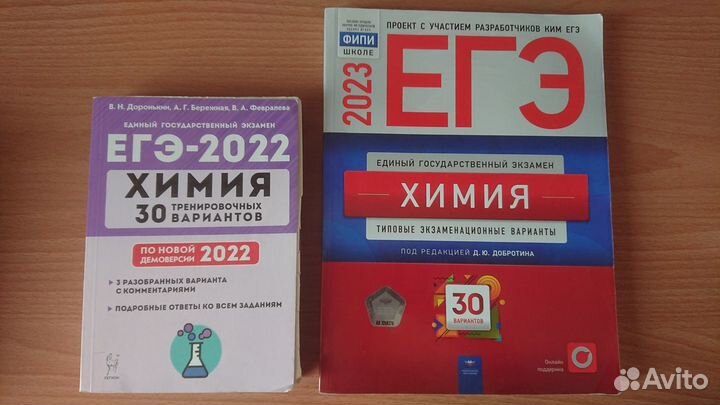 В. Н. Доронькин, А. Г. Бережная, В. А. Февралева
ЕДИНЫЙ ГОСУДАРСТВЕННЫЙ ЭКЗАМЕН
ЕГЭ-2022
ХИМИЯ
30 ТРЕНИРОВОЧНЫХ
ВАРИАНТОВ
ПО НОВОЙ
ДЕМОВЕРСИИ 2022
3 РАЗОБРАННЫХ ВАРИАНТА
С КОММЕНТАРИЯМИ
ПОДРОБНЫЕ ОТВЕТЫ КО ВСЕМ ЗАДАНИЯМ
ЛЕГИОН
ПРОЕКТ С УЧАСТИЕМ РАЗРАБОТЧИКОВ КИМ ЕГЭ
ФИПИ
ШКОЛЕ
2023
ЕГЭ
ЕДИНЫЙ ГОСУДАРСТВЕННЫЙ ЭКЗАМЕН
ХИМИЯ
ТИПОВЫЕ ЭКЗАМЕНАЦИОННЫЕ ВАРИАНТЫ
ПОД РЕДАКЦИЕЙ Д. Ю. ДОБРОТИНА
30
ВАРИАНТОВ
Онлайн
поддержка
Avito